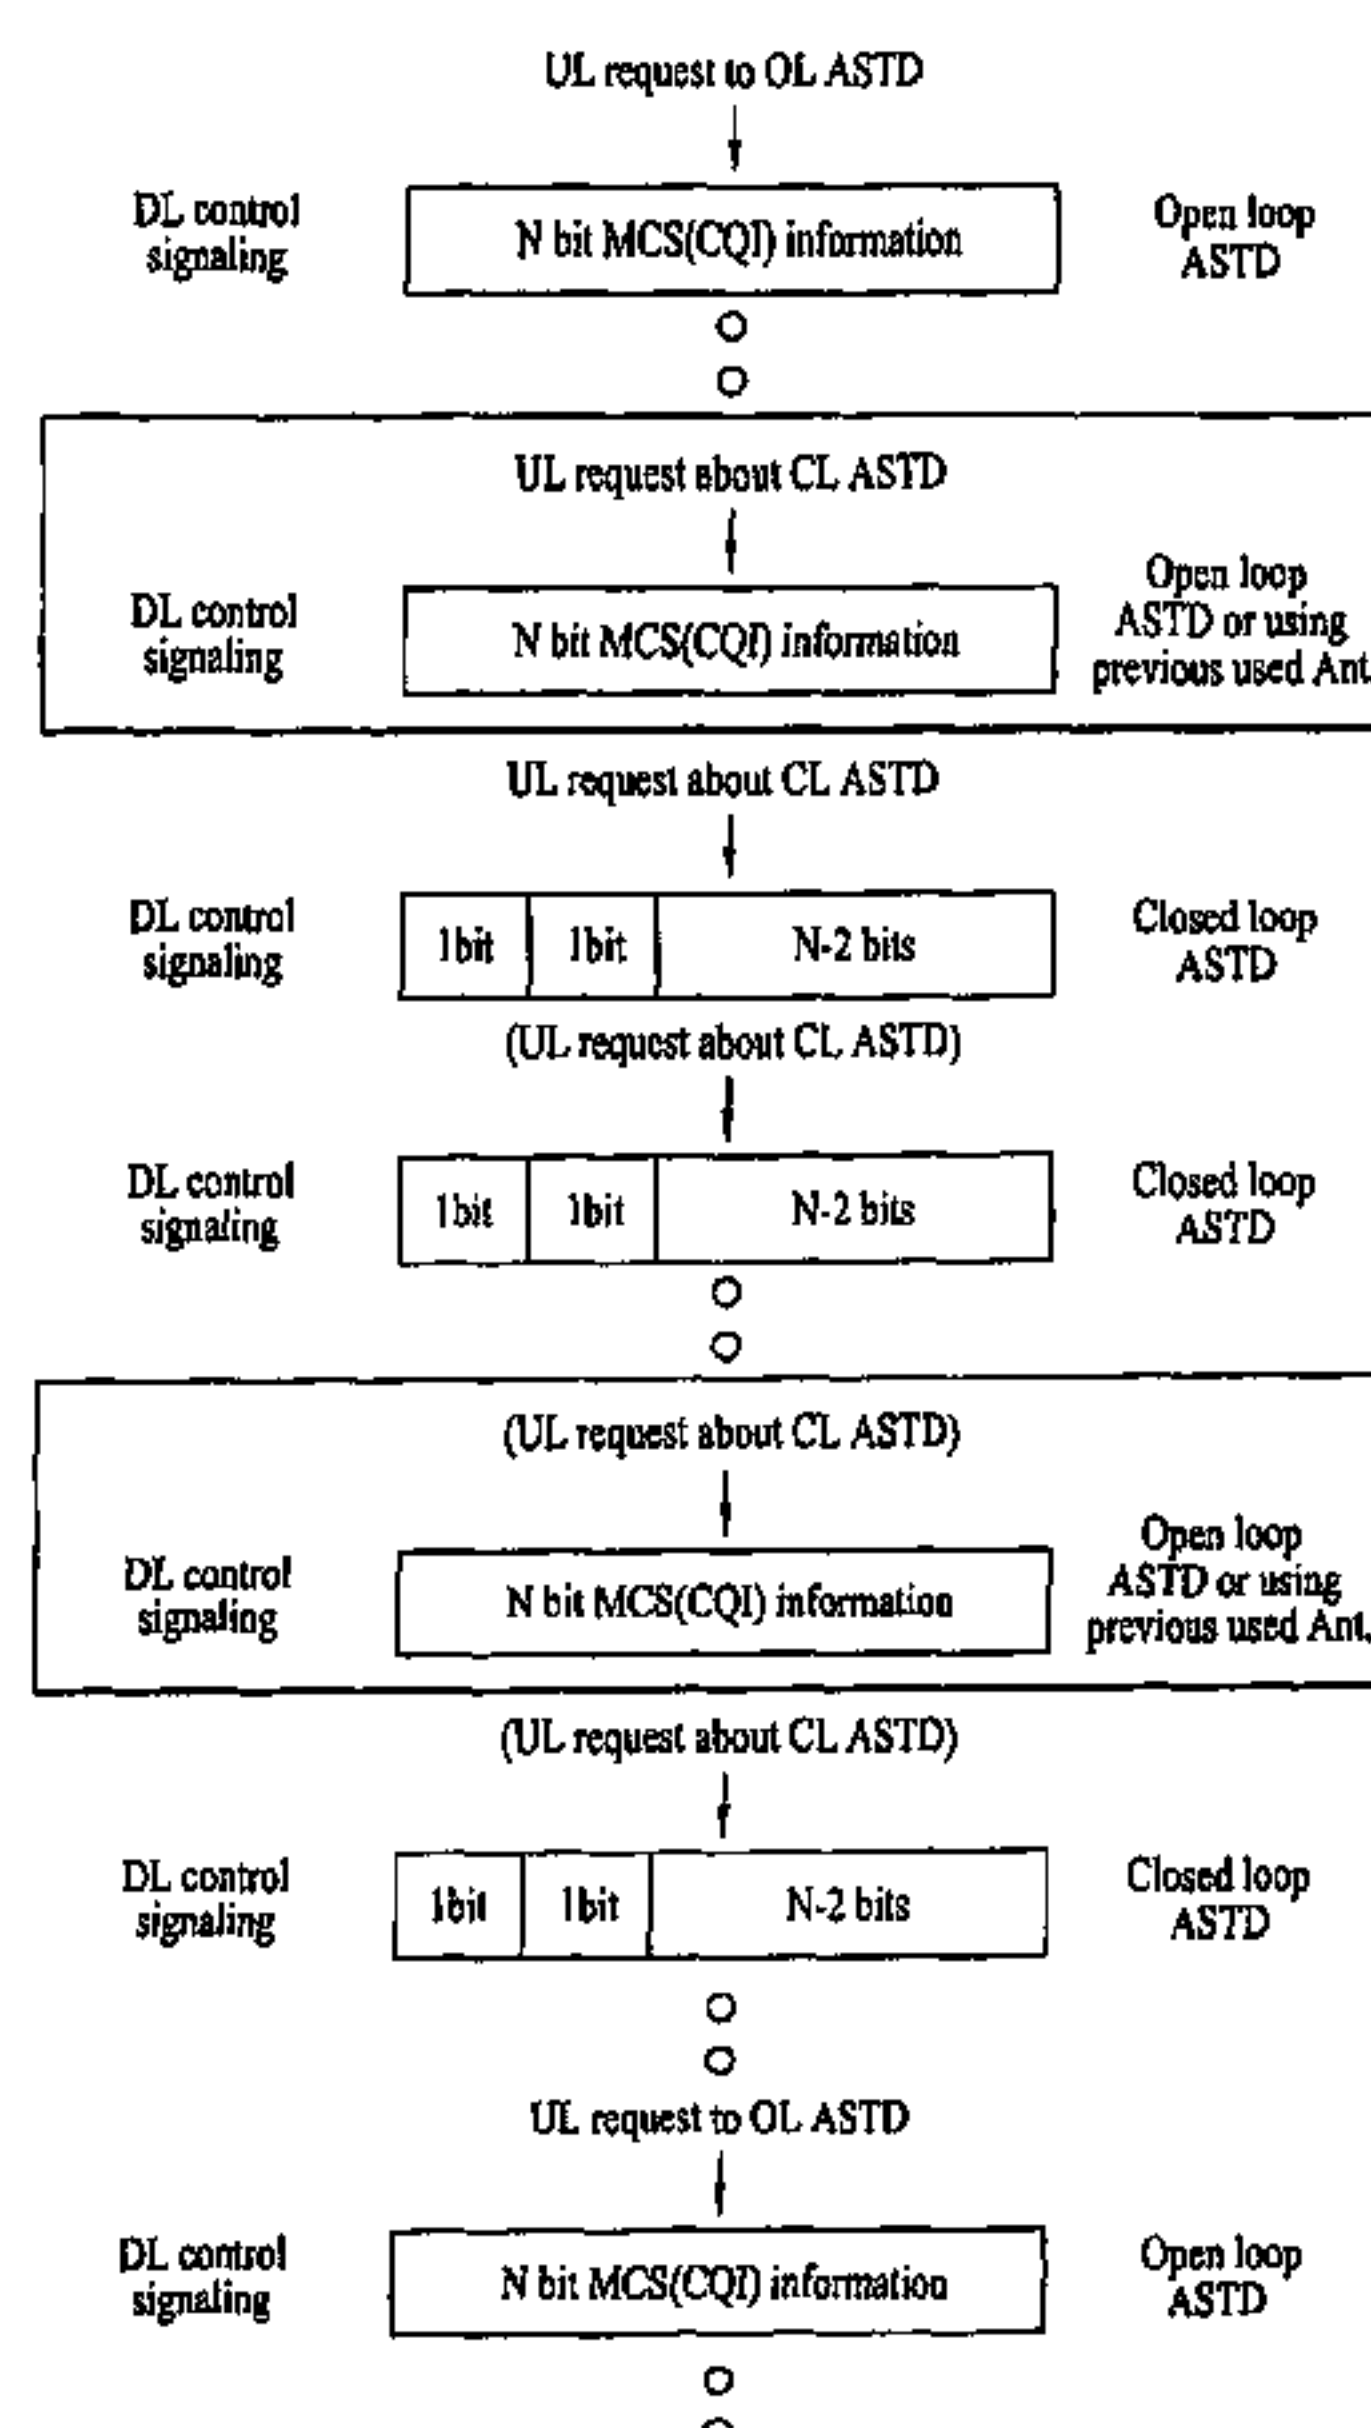 UL request to OL ASTD
DL control
signaling
N bit MCS(CQI) information
Open loop
ASTD
UL request about CL ASTD
DL control
signaling
N bit MCS(CQI) information
Open loop
ASTD or using
previous used Ant.
UL request about CL ASTD
DL control
signaling
1bit
1bit
N-2 bits
Closed loop
ASTD
(UL request about CL ASTD)
DL control
signaling
1bit
1bit
N-2 bits
Closed loop
ASTD
(UL request about CL ASTD)
DL control
signaling
N bit MCS(CQI) information
Open loop
ASTD or using
previous used Ant.
(UL request about CL ASTD)
DL control
signaling
1bit
1bit
N-2 bits
Closed loop
ASTD
UL request to OL ASTD
DL control
signaling
N bit MCS(CQI) information
Open loop
ASTD